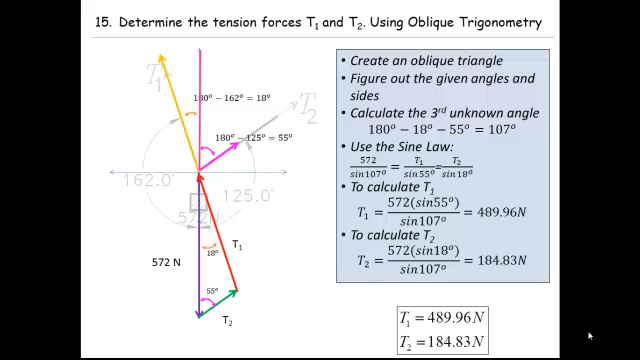 15. Determine the tension forces T1 and T2. Using Oblique Trigonometry
T1
180° − 162° = 18°
T2
180° − 125° = 55°
162.0°
125.0°
572N
18°
T1
572 N
55°
T2
• Create an oblique triangle
• Figure out the given angles and
sides
• Calculate the 3rd unknown angle
180° − 18° − 55° = 107°
• Use the Sine Law
572/sin107° = T1/sin55° = T2/sin18°
• To calculate T1
T1 = 572(sin55°)/sin107° = 489.96N
• To calculate T2
T2 = 572(sin18°)/sin107° = 184.83N
T1 = 489.96N
T2 = 184.83N